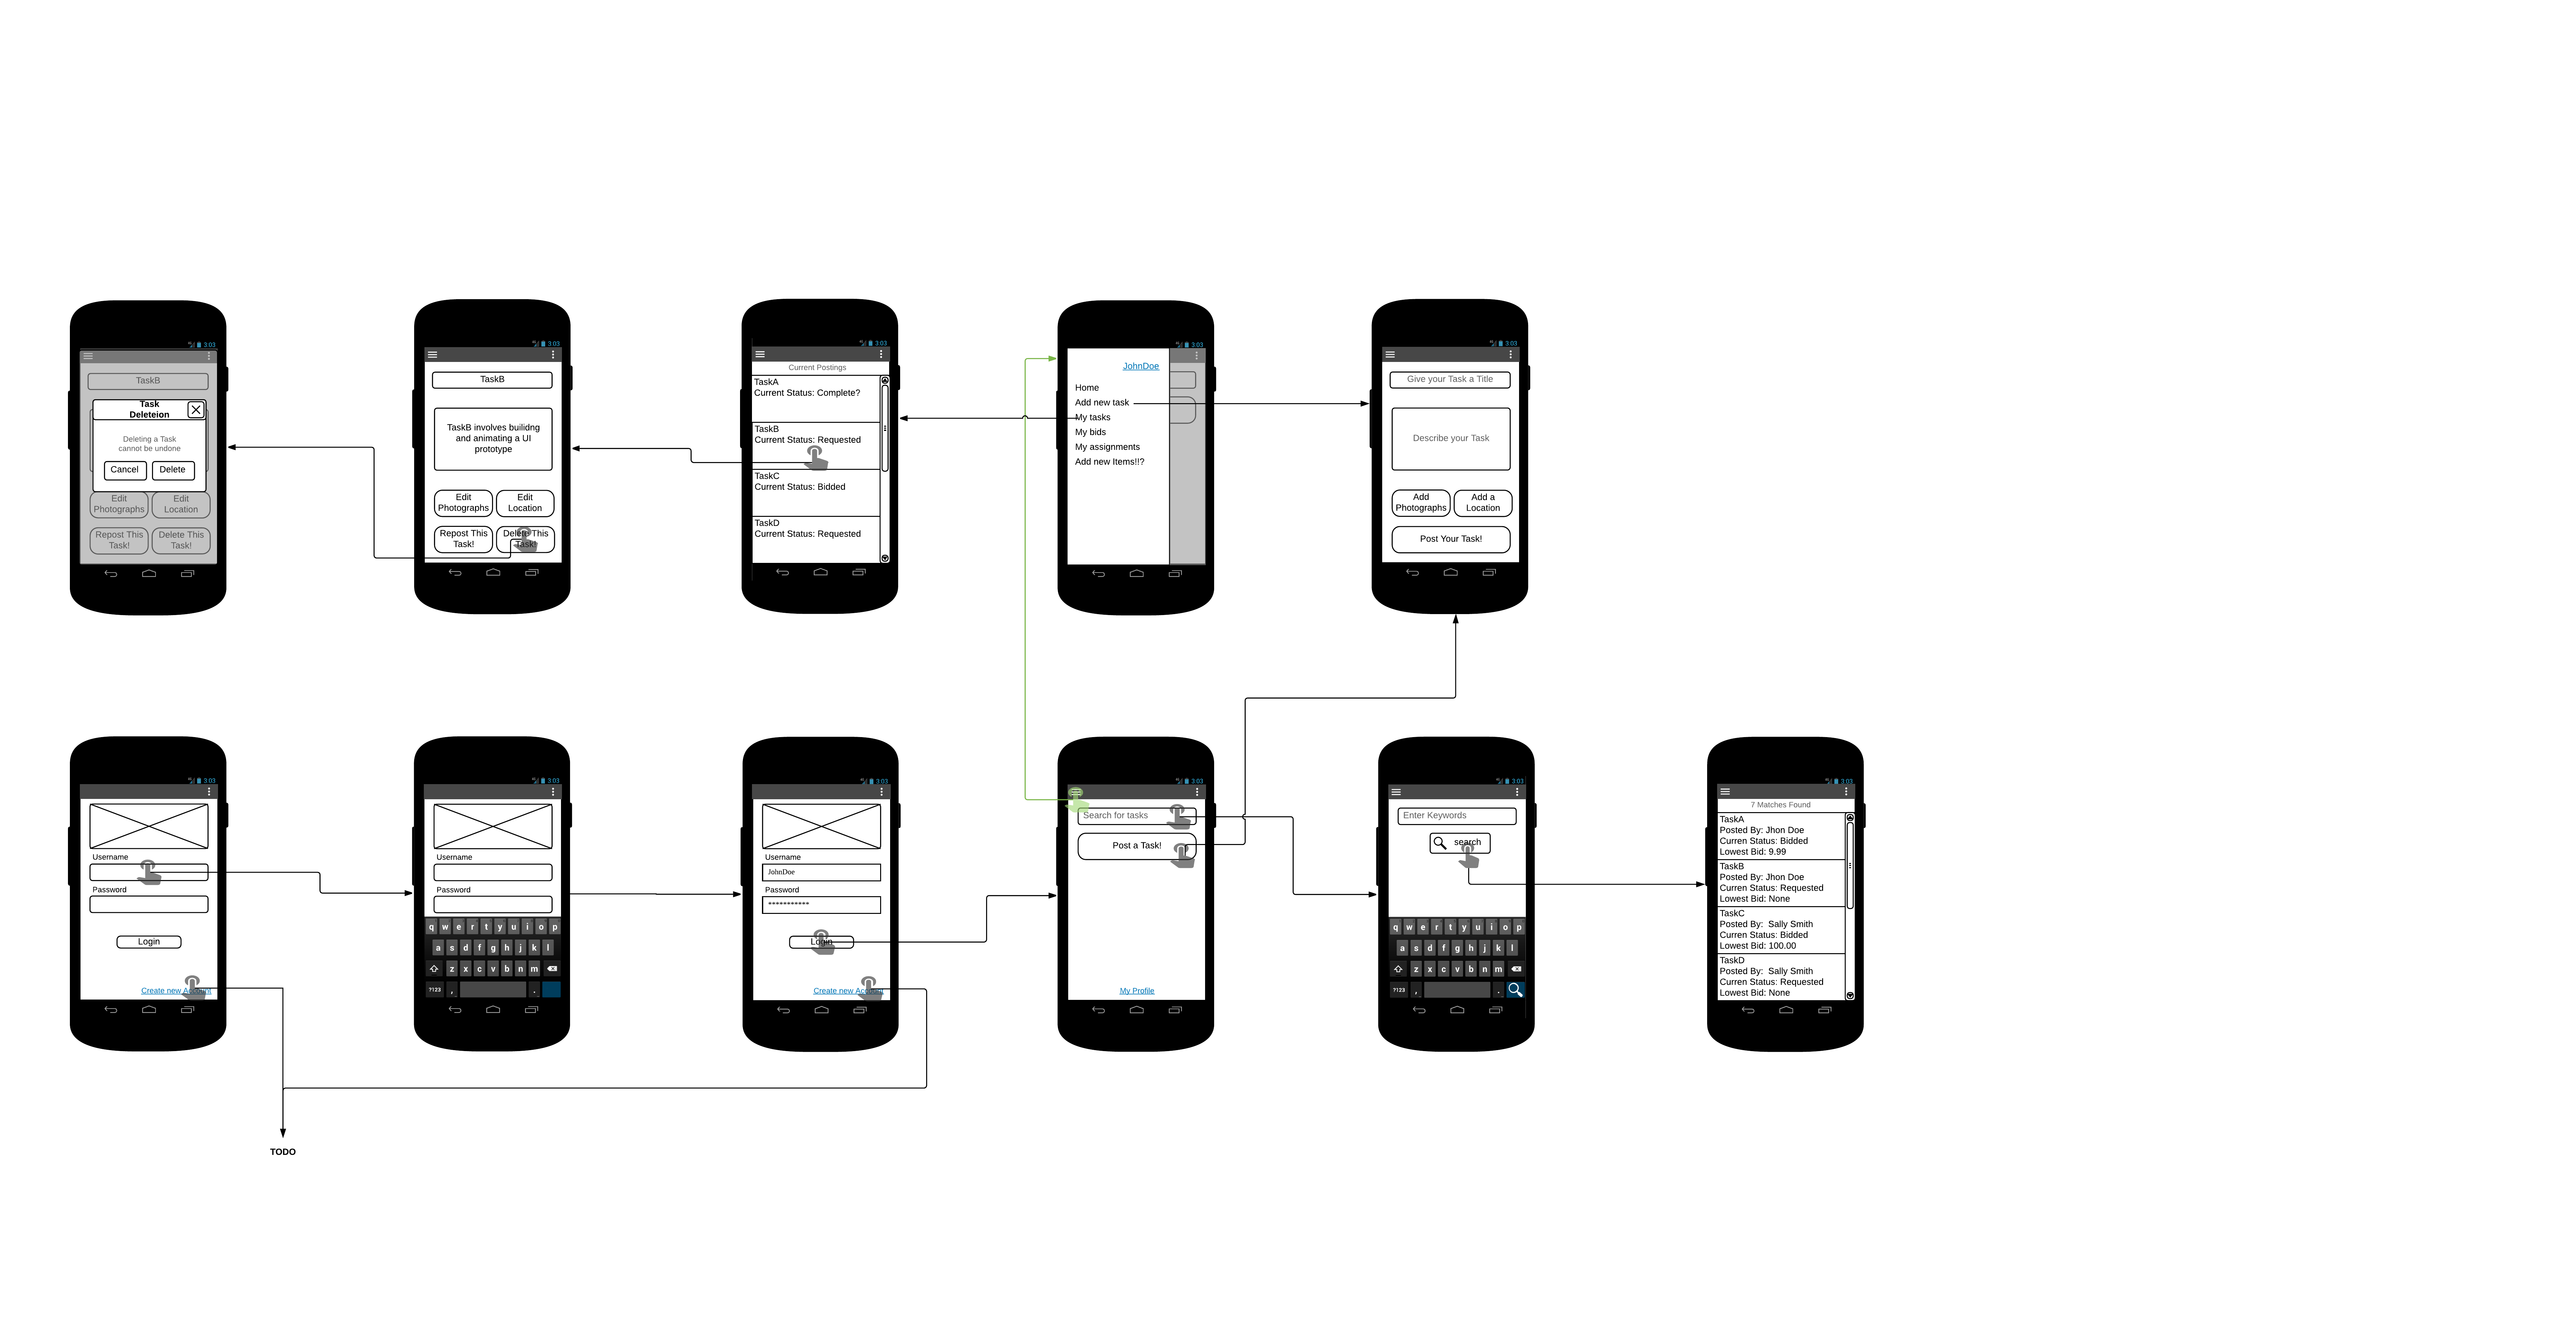 3:03
TaskB
Task
Deleteion
Deleting a Task
cannot be undone
Cancel
Delete
Edit
Photographs
Edit
Location
Repost This
Task!
Delete This
Task!
3:03
TaskB
TaskB involves builidng
and animating a UI
prototype
Edit
Photographs
Edit
Location
Repost This
Task!
Delete This
Task!
3:03
Current Postings
TaskA
Current Status: Complete?
TaskB
Current Status: Requested
TaskC
Current Status: Bidded
TaskD
Current Status: Requested
3:03
JohnDoe
Home
Add new task
My tasks
My bids
My assignments
Add new Items!!?
3:03
Give your Task a Title
Describe your Task
Add
Photographs
Add a
Location
Post Your Task!
3:03
Username
Password
Login
Create new Account
3:03
Username
Password
q w e r t y u i o p
a s d f g h j k l
z x c v b n m
?123 , .
3:03
Username
JohnDoe
Password
***********
Login
Create new Account
3:03
Search for tasks
Post a Task!
My Profile
3:03
Enter Keywords
search
q w e r t y u i o p
a s d f g h j k l
z x c v b n m
?123 , .
3:03
7 Matches Found
TaskA
Posted By: Jhon Doe
Curren Status: Bidded
Lowest Bid: 9.99
TaskB
Posted By: Jhon Doe
Curren Status: Requested
Lowest Bid: None
TaskC
Posted By: Sally Smith
Curren Status: Bidded
Lowest Bid: 100.00
TaskD
Posted By: Sally Smith
Curren Status: Requested
Lowest Bid: None
TODO